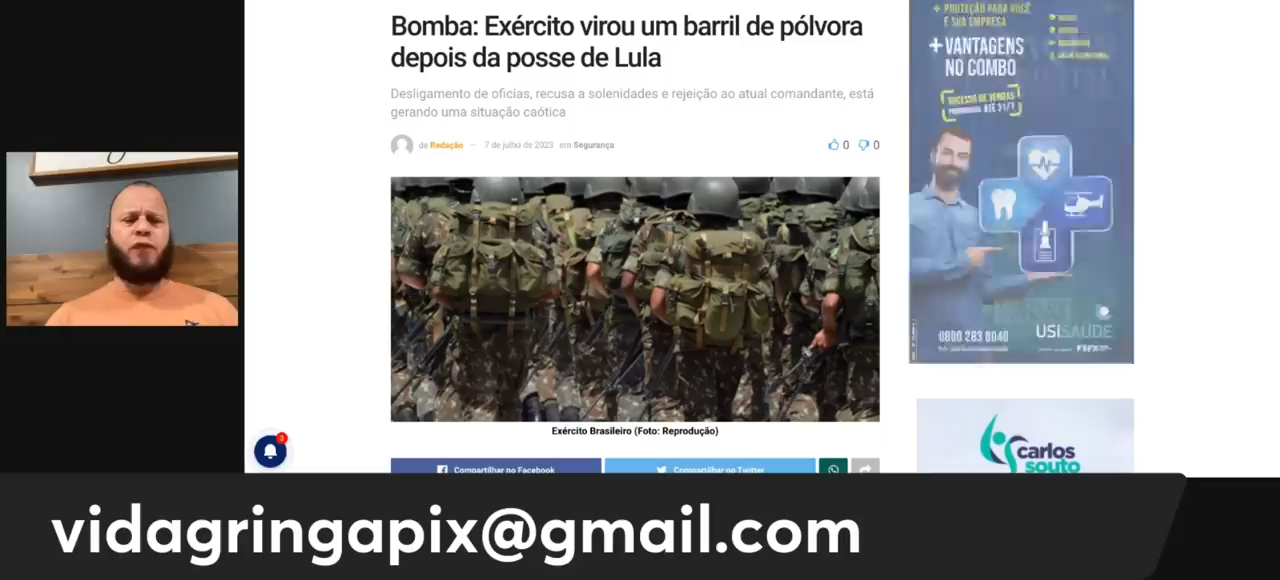 Bomba: Exército virou um barril de pólvora
depois da posse de Lula
Desligamento de oficias, recusa a solenidades e rejeição ao atual comandante, está
gerando uma situação caótica
de Redação — 7 de julho de 2023 em Segurança
0 0
Exército Brasileiro (Foto: Reprodução)
Compartilhar no Facebook
Compartilhar no Twitter
3
+ PROTEÇÃO PARA VOCÊ
E SUA EMPRESA
+ VANTAGENS
NO COMBO
0800 283 0040
USISAÚDE
carlos
souto
vidagringapix@gmail.com